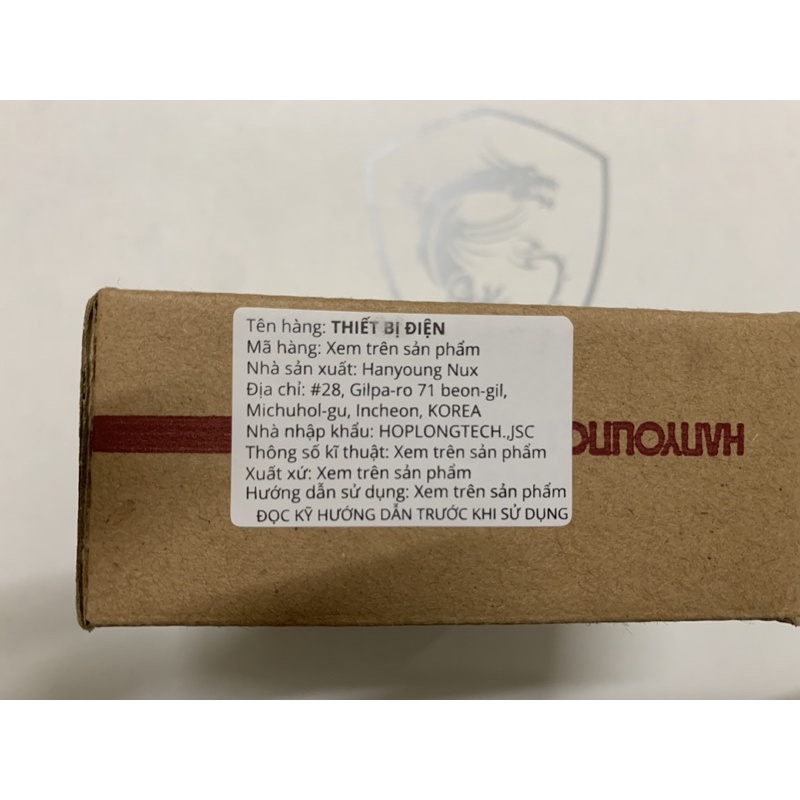 Tên hàng: THIẾT BỊ ĐIỆN
Mã hàng: Xem trên sản phẩm
Nhà sản xuất: Hanyoung Nux
Địa chỉ: #28, Gilpa-ro 71 beon-gil,
Michuhol-gu, Incheon, KOREA
Nhà nhập khẩu: HOPLONGTECH.,JSC
Thông số kĩ thuật: Xem trên sản phẩm
Xuất xứ: Xem trên sản phẩm
Hướng dẫn sử dụng: Xem trên sản phẩm
ĐỌC KỸ HƯỚNG DẪN TRƯỚC KHI SỬ DỤNG
HANYOUNG